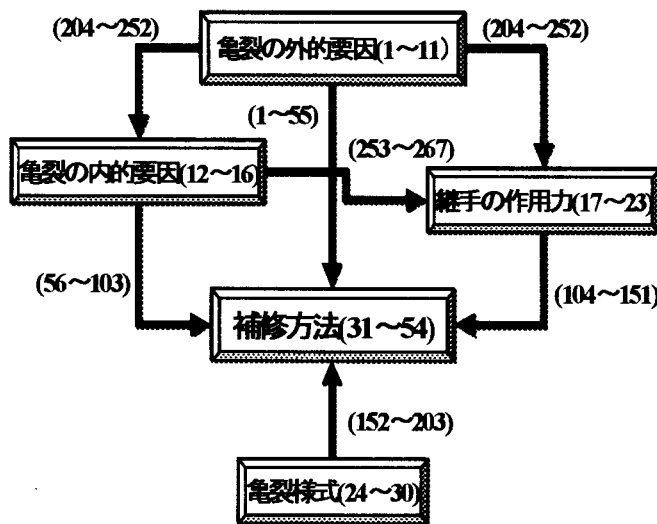 (204～252)
亀裂の外的要因(1～11)
(204～252)
(1～55)
(253～267)
亀裂の内的要因(12～16)
継手の作用力(17～23)
(56～103)
補修方法(31～54)
(104～151)
(152～203)
亀裂様式(24～30)